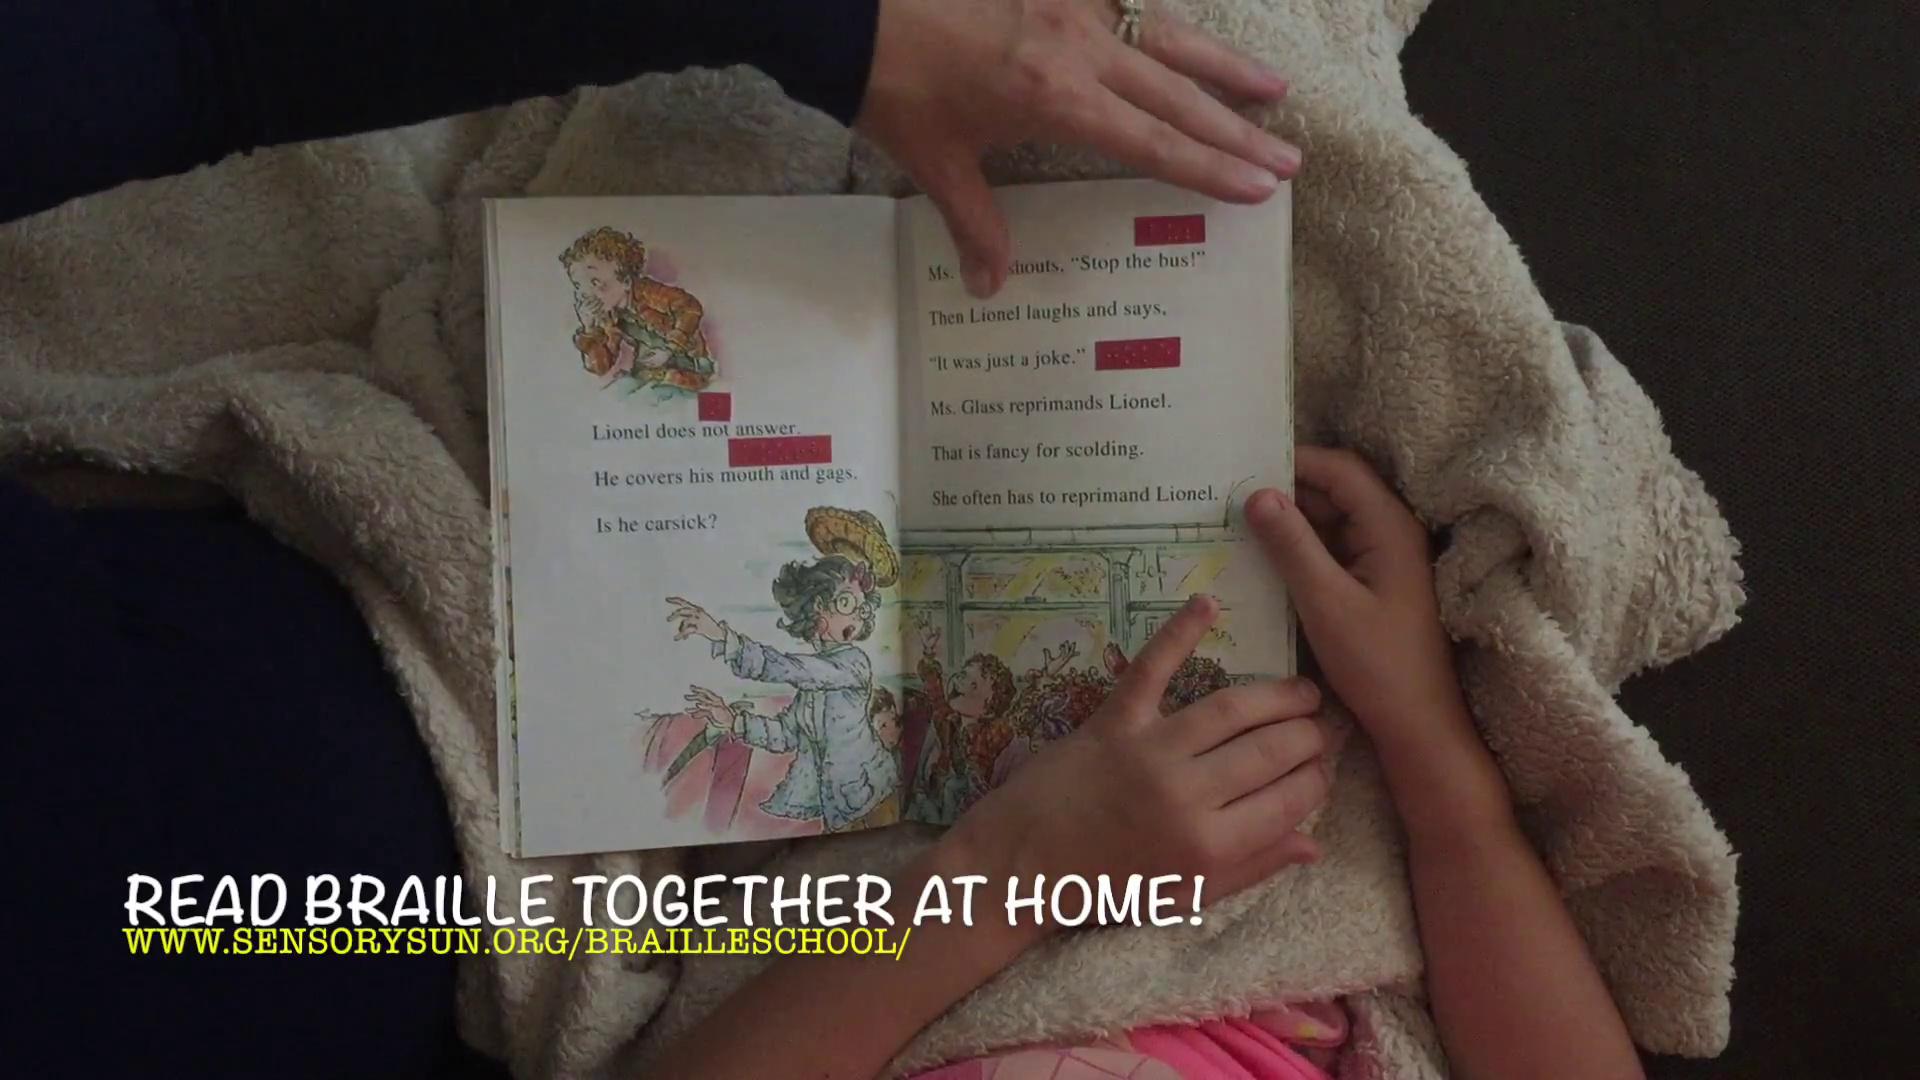 Lionel does not answer.
He covers his mouth and gags.
Is he carsick?
Ms. shouts, "Stop the bus!"
Then Lionel laughs and says,
"It was just a joke."
Ms. Glass reprimands Lionel.
That is fancy for scolding.
She often has to reprimand Lionel.
READ BRAILLE TOGETHER AT HOME!
WWW.SENSORYSUN.ORG/BRAILLESCHOOL/